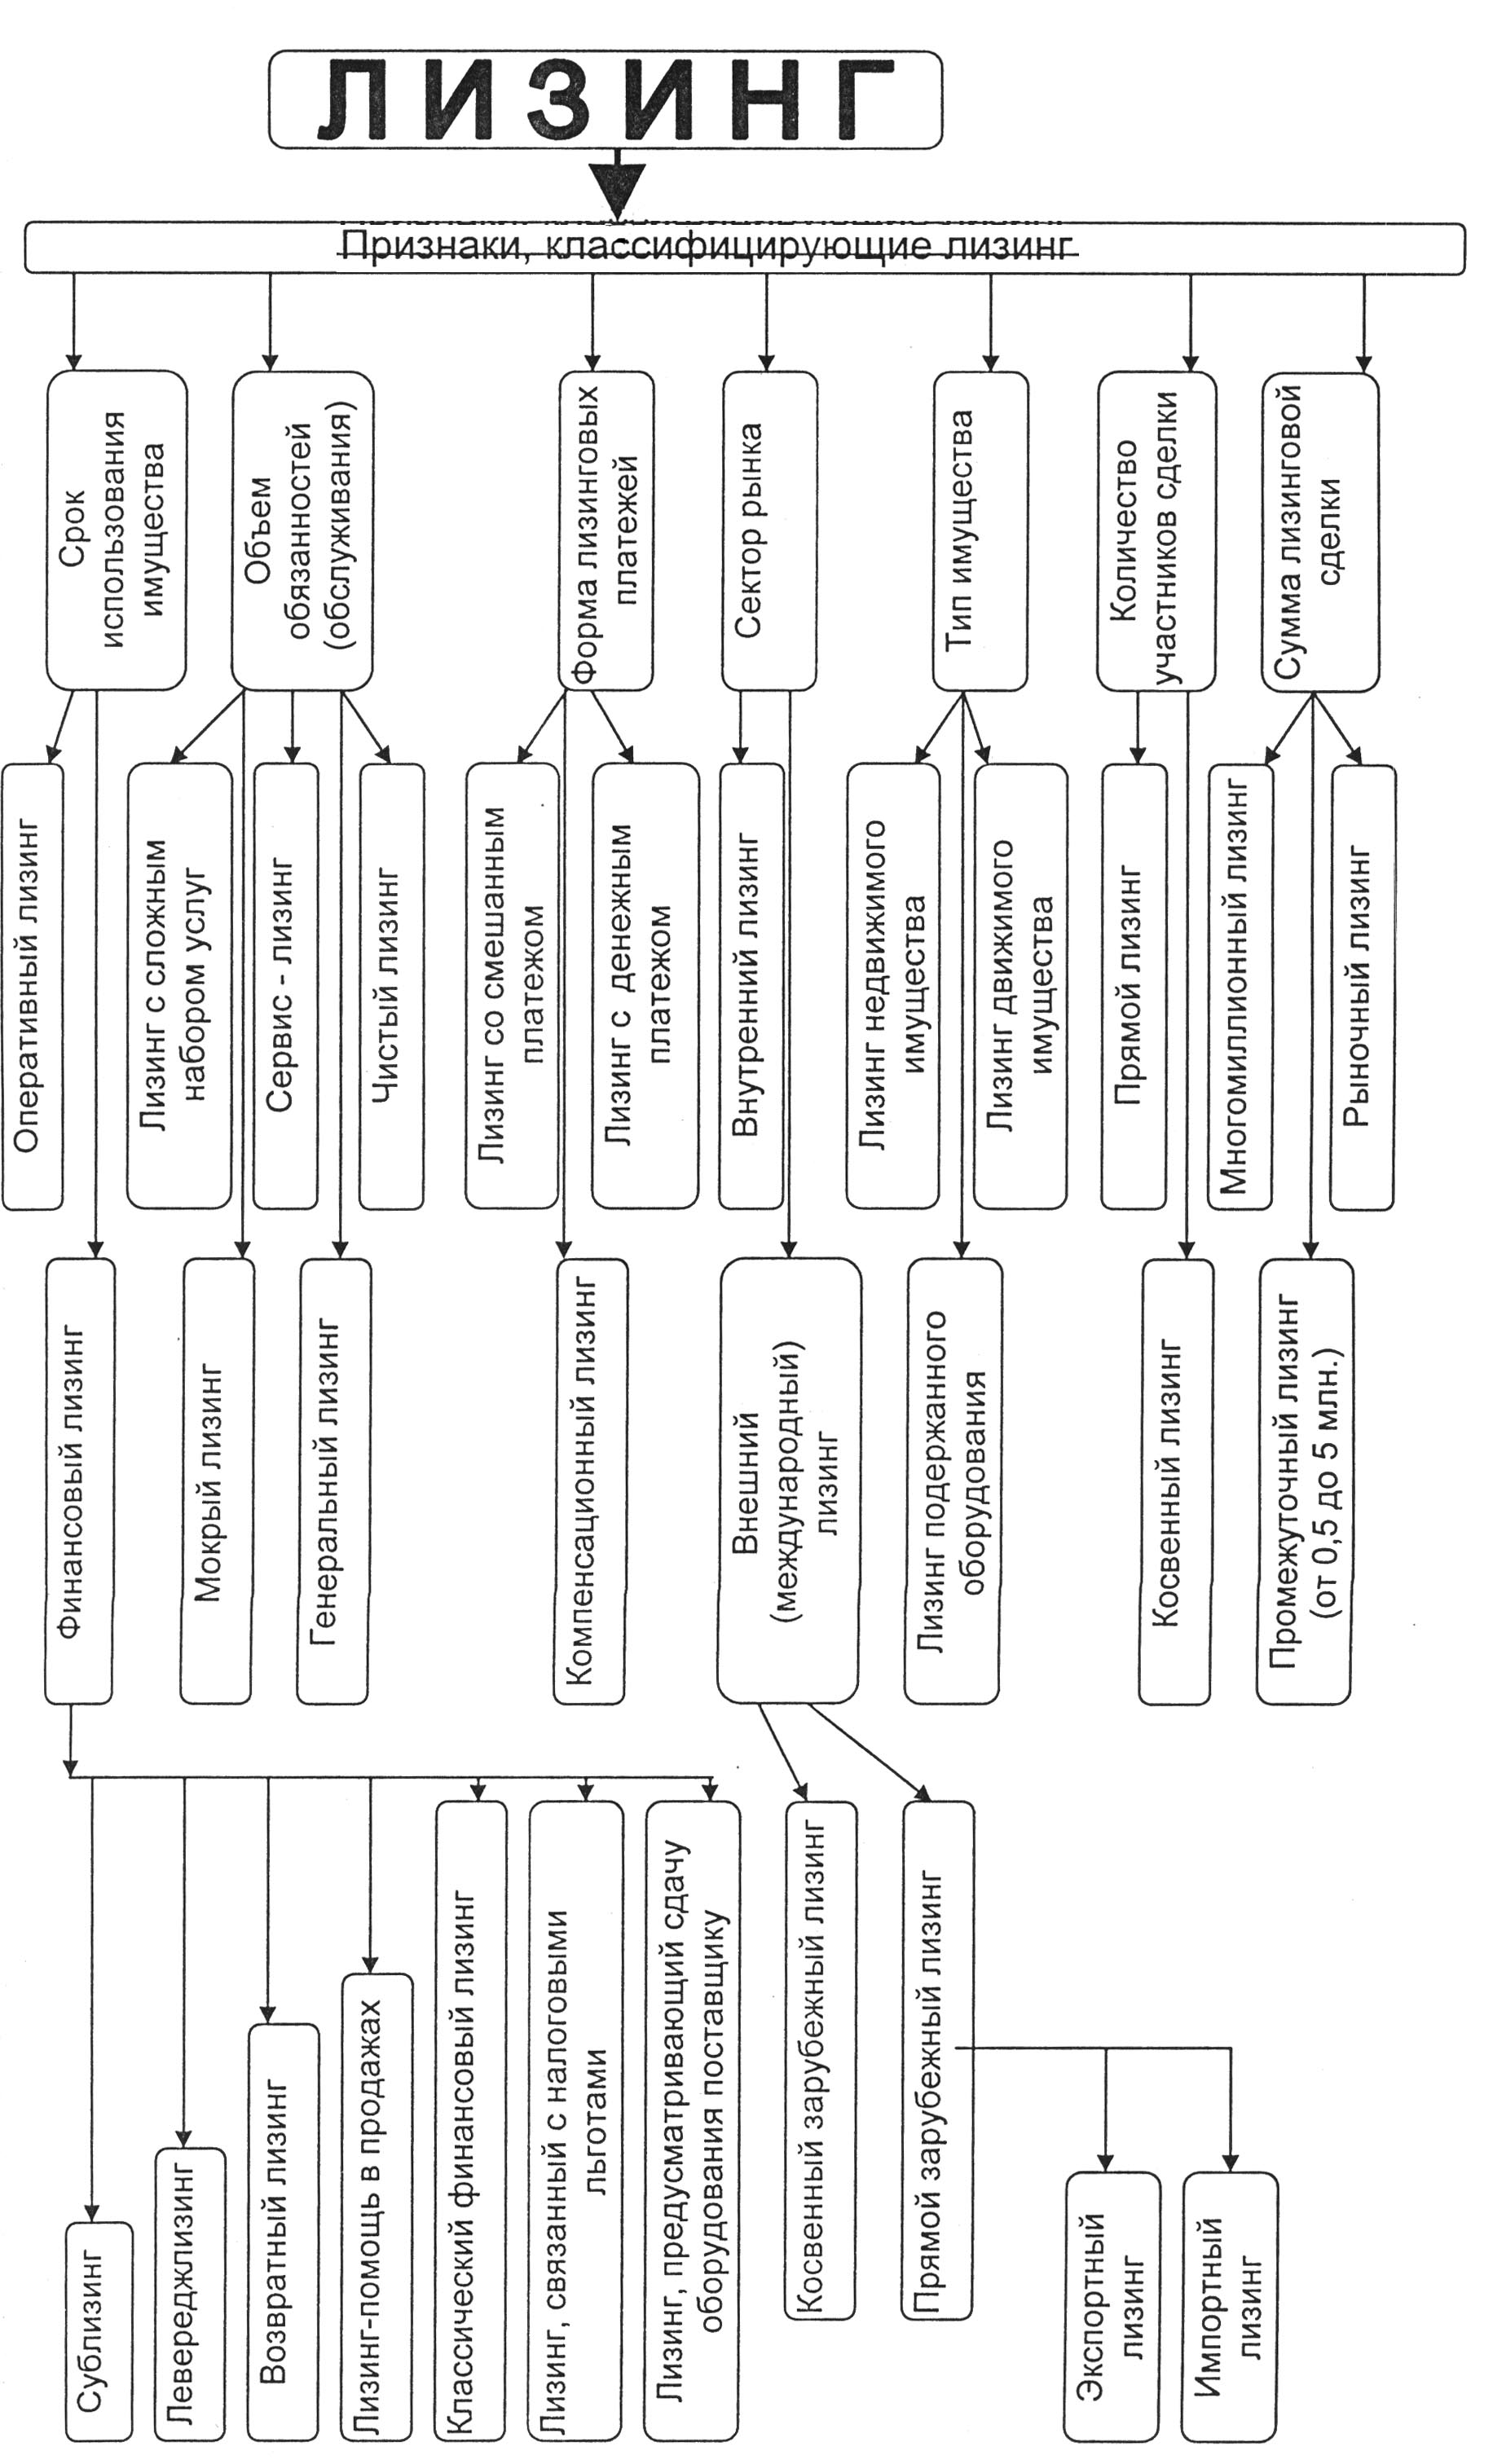 ЛИЗИНГ
Признаки, классифицирующие лизинг
Срок
использования
имущества
Объем
обязанностей
(обслуживания)
Форма лизинговых
платежей
Сектор рынка
Тип имущества
Количество
участников сделки
Сумма лизинговой
сделки
Оперативный лизинг
Лизинг с сложным
набором услуг
Сервис - лизинг
Чистый лизинг
Лизинг со смешанным
платежом
Лизинг с денежным
платежом
Внутренний лизинг
Лизинг недвижимого
имущества
Лизинг движимого
имущества
Прямой лизинг
Многомиллионный лизинг
Рыночный лизинг
Финансовый лизинг
Мокрый лизинг
Генеральный лизинг
Компенсационный лизинг
Внешний
(международный)
лизинг
Лизинг подержанного
оборудования
Косвенный лизинг
Промежуточный лизинг
(от 0,5 до 5 млн.)
Сублизинг
Левереджлизинг
Возвратный лизинг
Лизинг-помощь в продажах
Классический финансовый лизинг
Лизинг, связанный с налоговыми
льготами
Лизинг, предусматривающий сдачу
оборудования поставщику
Косвенный зарубежный лизинг
Прямой зарубежный лизинг
Экспортный
лизинг
Импортный
лизинг